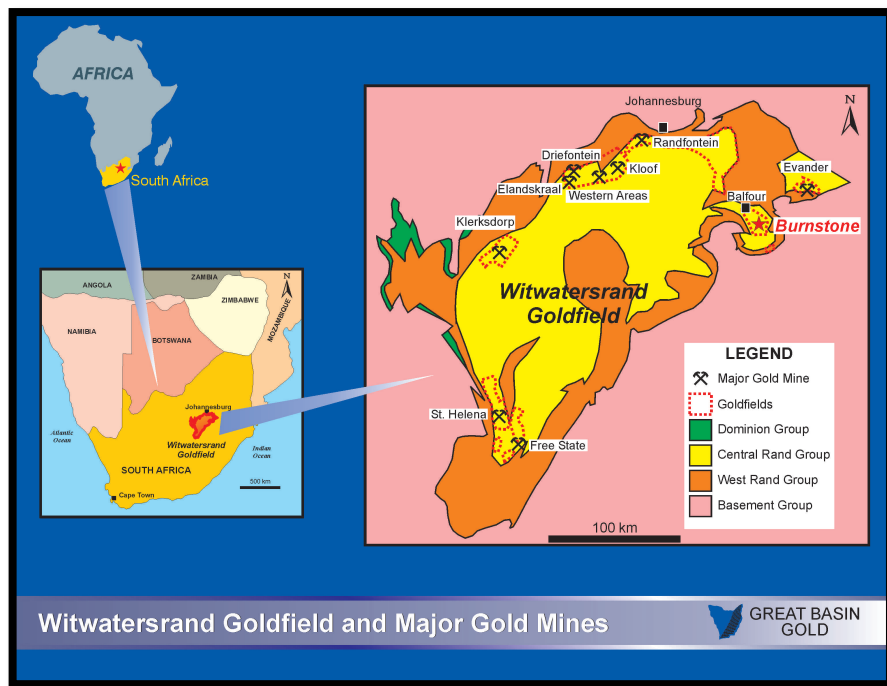 AFRICA
South Africa
ANGOLA
ZAMBIA
N
NAMIBIA
ZIMBABWE
MOZAMBIQUE
BOTSWANA
Johannesburg
Witwatersrand
Goldfield
Atlantic
Ocean
Indian
Ocean
SOUTH AFRICA
Cape Town
500 km
Johannesburg
N
Randfontein
Driefontein
Kloof
Evander
Elandskraal
Western Areas
Balfour
Klerksdorp
Burnstone
Witwatersrand
Goldfield
St. Helena
Free State
LEGEND
Major Gold Mine
Goldfields
Dominion Group
Central Rand Group
West Rand Group
Basement Group
100 km
Witwatersrand Goldfield and Major Gold Mines
GREAT BASIN
GOLD